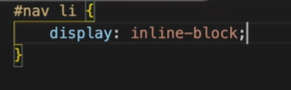 #nav li {
display: inline-block;
}